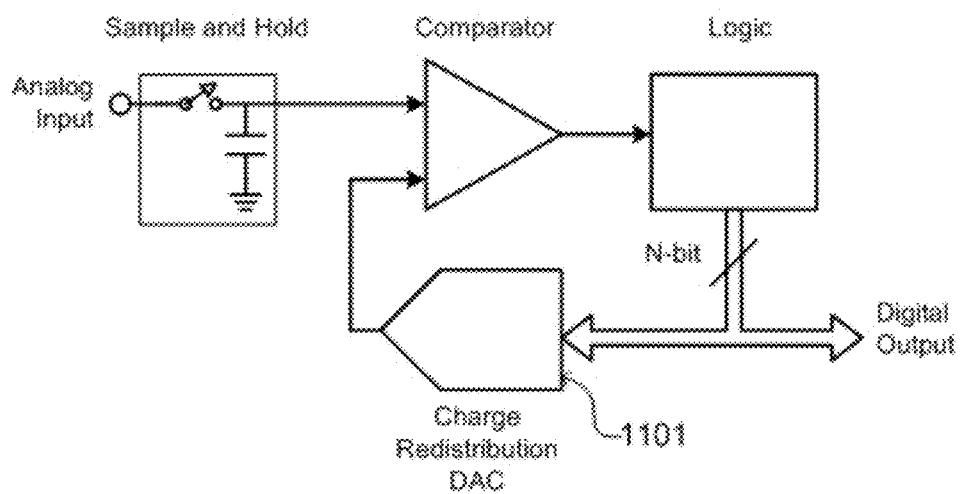 Sample and Hold
Comparator
Logic
Analog
Input
N-bit
Digital
Output
Charge
Redistribution
DAC
1101